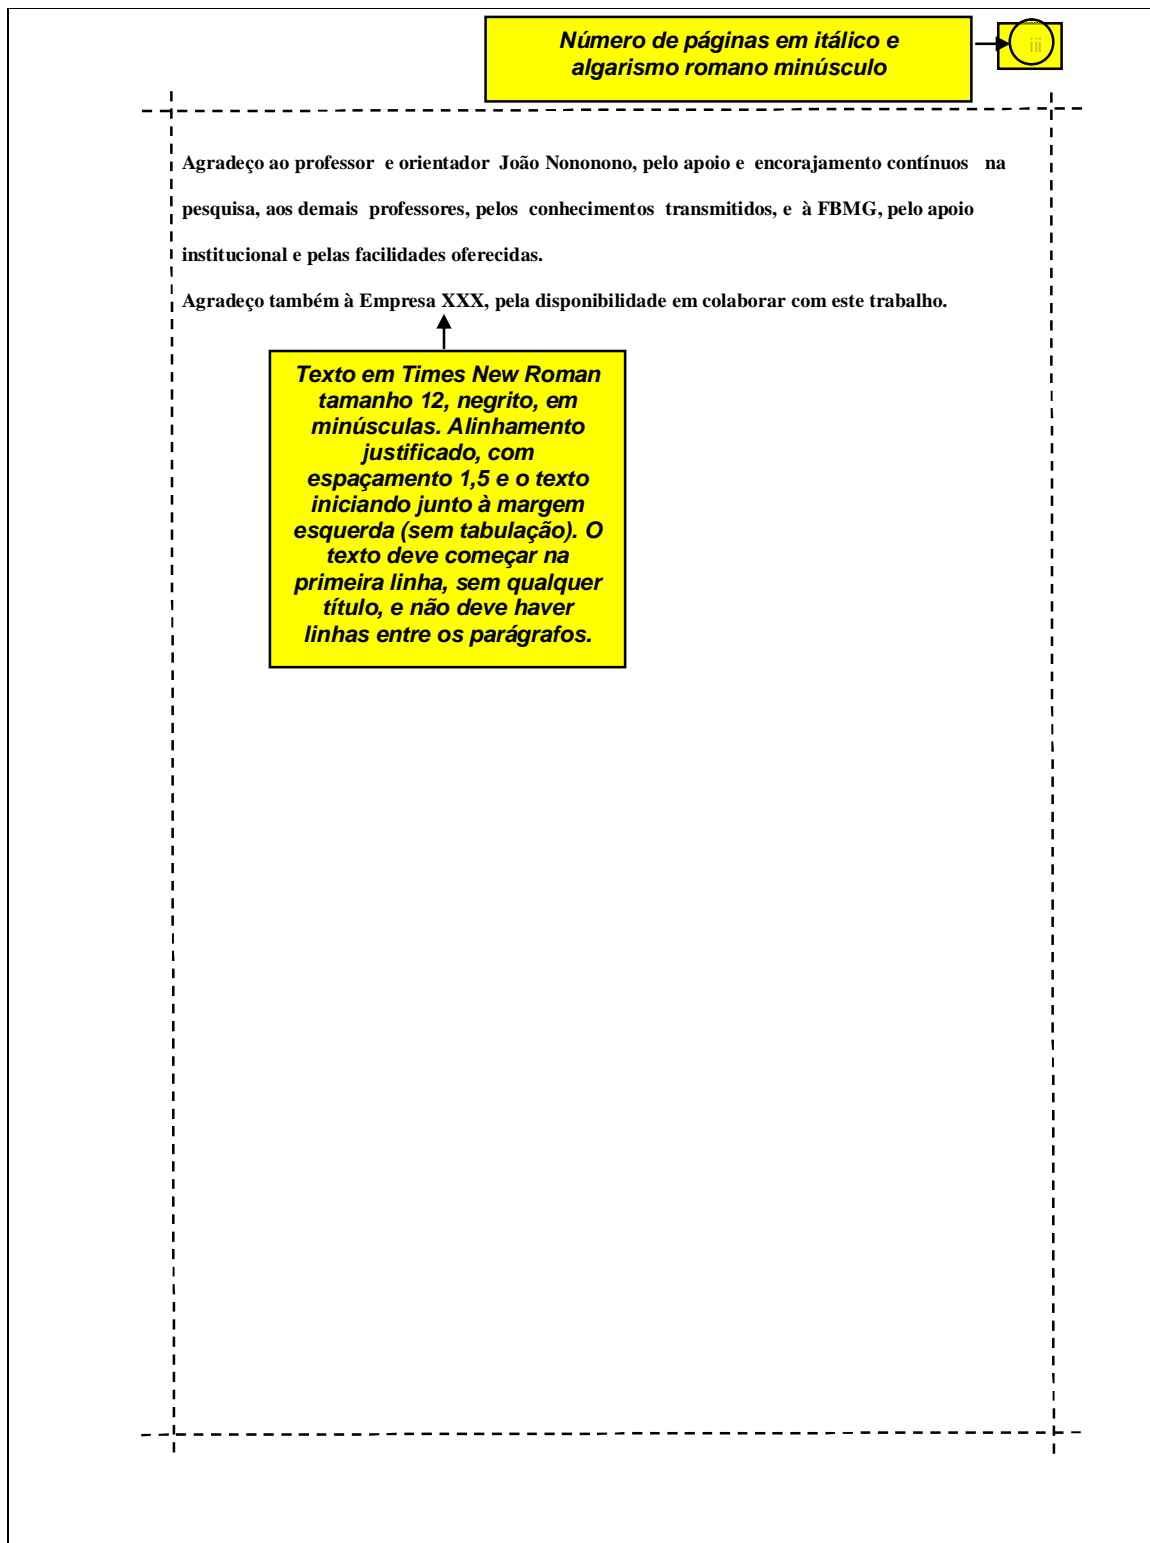 Número de páginas em itálico e
algarismo romano minúsculo
iii
Agradeço ao professor e orientador João Nononono, pelo apoio e encorajamento contínuos na
pesquisa, aos demais professores, pelos conhecimentos transmitidos, e à FBMG, pelo apoio
institucional e pelas facilidades oferecidas.
Agradeço também à Empresa XXX, pela disponibilidade em colaborar com este trabalho.
Texto em Times New Roman
tamanho 12, negrito, em
minúsculas. Alinhamento
justificado, com
espaçamento 1,5 e o texto
iniciando junto à margem
esquerda (sem tabulação). O
texto deve começar na
primeira linha, sem qualquer
título, e não deve haver
linhas entre os parágrafos.